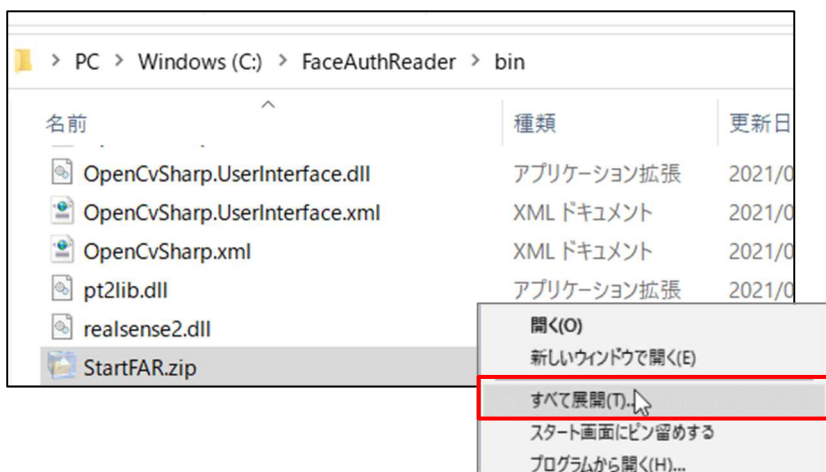 > PC > Windows (C:) > FaceAuthReader > bin
名前 種類 更新日
OpenCvSharp.UserInterface.dll アプリケーション拡張 2021/0
OpenCvSharp.UserInterface.xml XML ドキュメント 2021/0
OpenCvSharp.xml XML ドキュメント 2021/0
pt2lib.dll アプリケーション拡張 2021/0
realsense2.dll
StartFAR.zip
開く(O)
新しいウィンドウで開く(E)
すべて展開(T)...
スタート画面にピン留めする
プログラムから開く(H)...